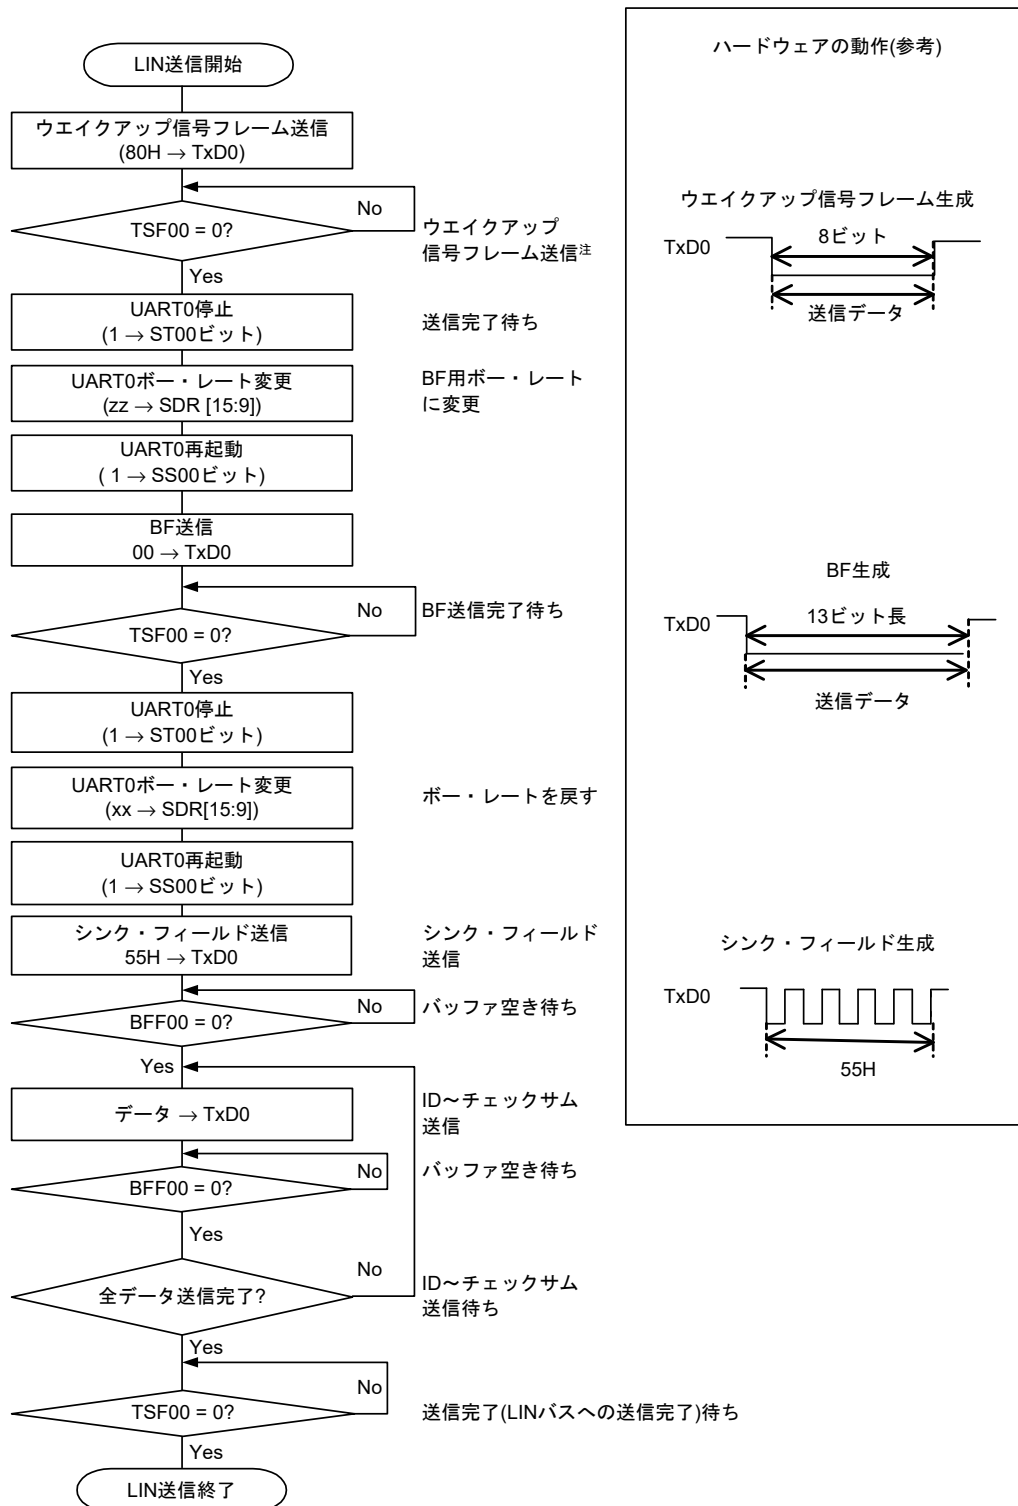 LIN送信開始
ウエイクアップ信号フレーム送信
(80H → TxD0)
No
TSF00 = 0?
ウエイクアップ
信号フレーム送信注
Yes
UART0停止
(1 → ST00ビット)
送信完了待ち
UART0ボー・レート変更
(zz → SDR [15:9])
BF用ボー・レート
に変更
UART0再起動
( 1 → SS00ビット)
BF送信
00 → TxD0
No
BF送信完了待ち
TSF00 = 0?
Yes
UART0停止
(1 → ST00ビット)
UART0ボー・レート変更
(xx → SDR[15:9])
ボー・レートを戻す
UART0再起動
(1 → SS00ビット)
シンク・フィールド送信
55H → TxD0
シンク・フィールド
送信
No
バッファ空き待ち
BFF00 = 0?
Yes
データ → TxD0
ID～チェックサム
送信
No
バッファ空き待ち
BFF00 = 0?
Yes
No
全データ送信完了?
ID～チェックサム
送信待ち
Yes
No
TSF00 = 0?
送信完了(LINバスへの送信完了)待ち
Yes
LIN送信終了
ハードウェアの動作(参考)
ウエイクアップ信号フレーム生成
TxD0
8ビット
送信データ
BF生成
TxD0
13ビット長
送信データ
シンク・フィールド生成
TxD0
55H